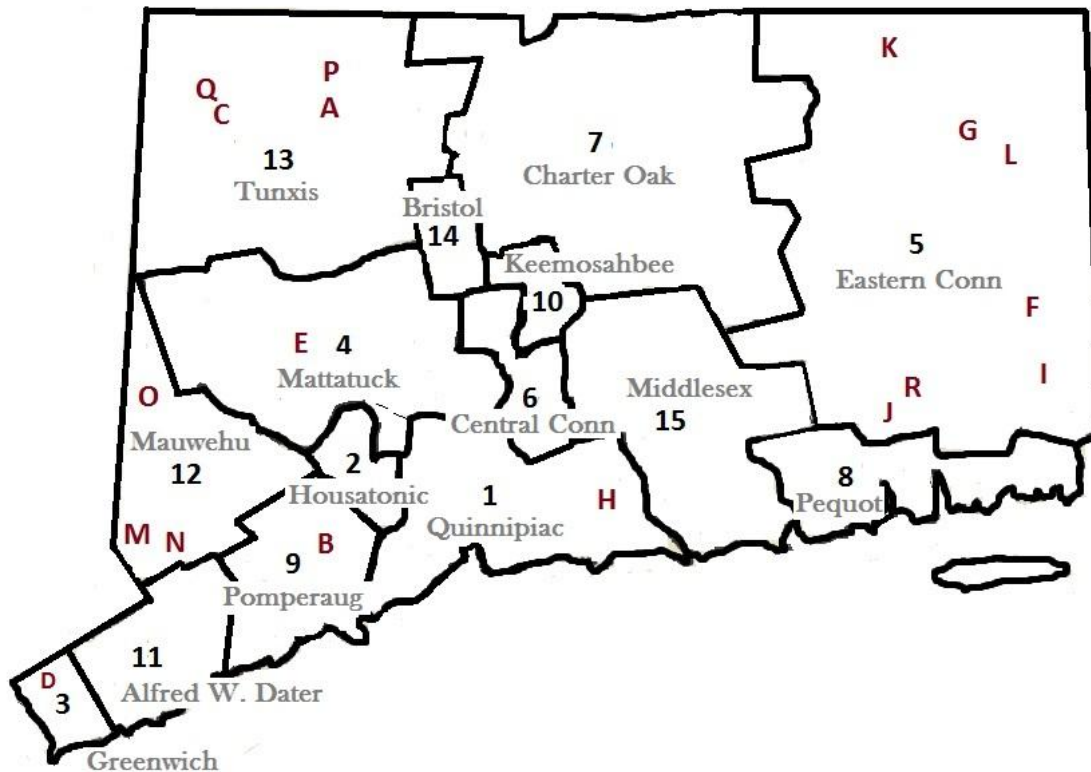 K
P
Q
A
C
G
7
L
13
Charter Oak
Tunxis
Bristol
14
5
Keemosahbee
Eastern Conn
10
F
E
4
Mattatuck
I
Middlesex
R
O
6
J
15
Central Conn
Mauwehu
2
12
8
Housatonic
1
H
Pequot
Quinnipiac
M
N
B
9
Pomperaug
11
D
Alfred W. Dater
3
Greenwich